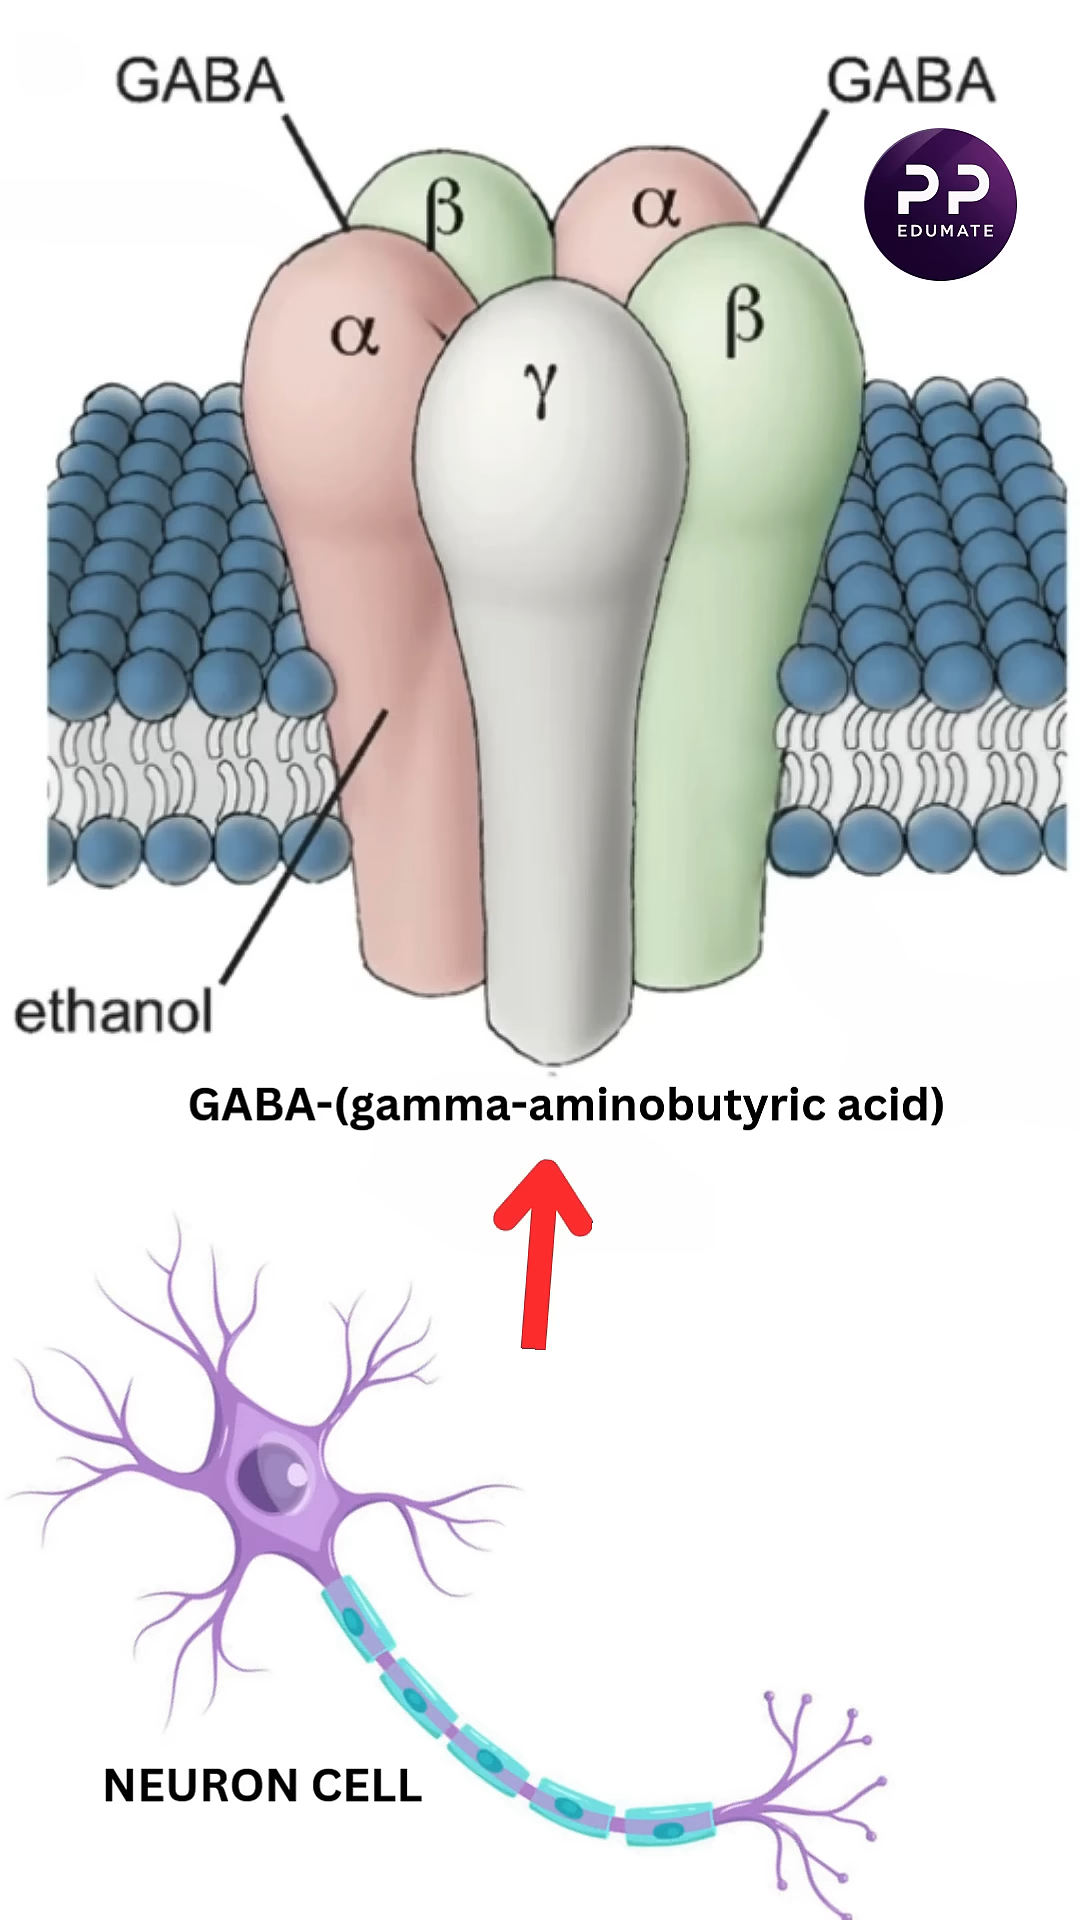 GABA
GABA
PP
EDUMATE
β
α
α
β
γ
ethanol
GABA-(gamma-aminobutyric acid)
NEURON CELL